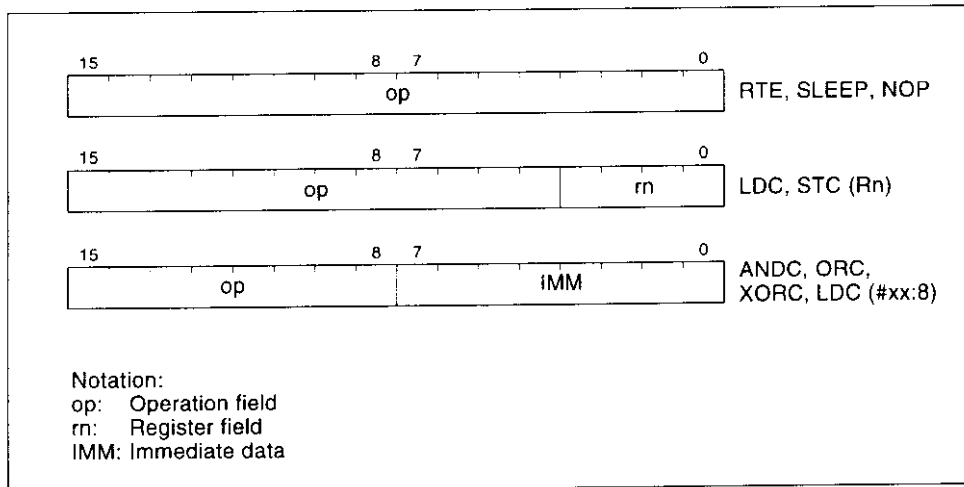 15 8 7 0
op
RTE, SLEEP, NOP
15 8 7 0
op rn
LDC, STC (Rn)
15 8 7 0
op IMM
ANDC, ORC,
XORC, LDC (#xx:8)
Notation:
op: Operation field
rn: Register field
IMM: Immediate data